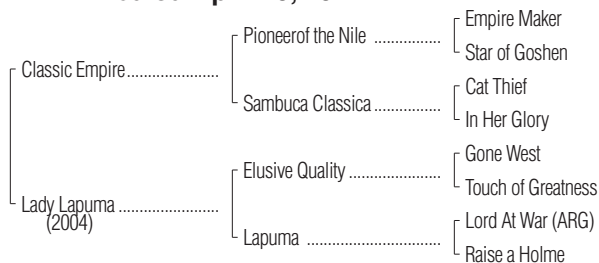 Empire Maker
Pioneerof the Nile ................
Star of Goshen
Classic Empire......................
Cat Thief
Sambuca Classica ................
In Her Glory
Gone West
Elusive Quality ......................
Touch of Greatness
Lady Lapuma ........................
(2004)
Lord At War (ARG)
Lapuma ................................
Raise a Holme